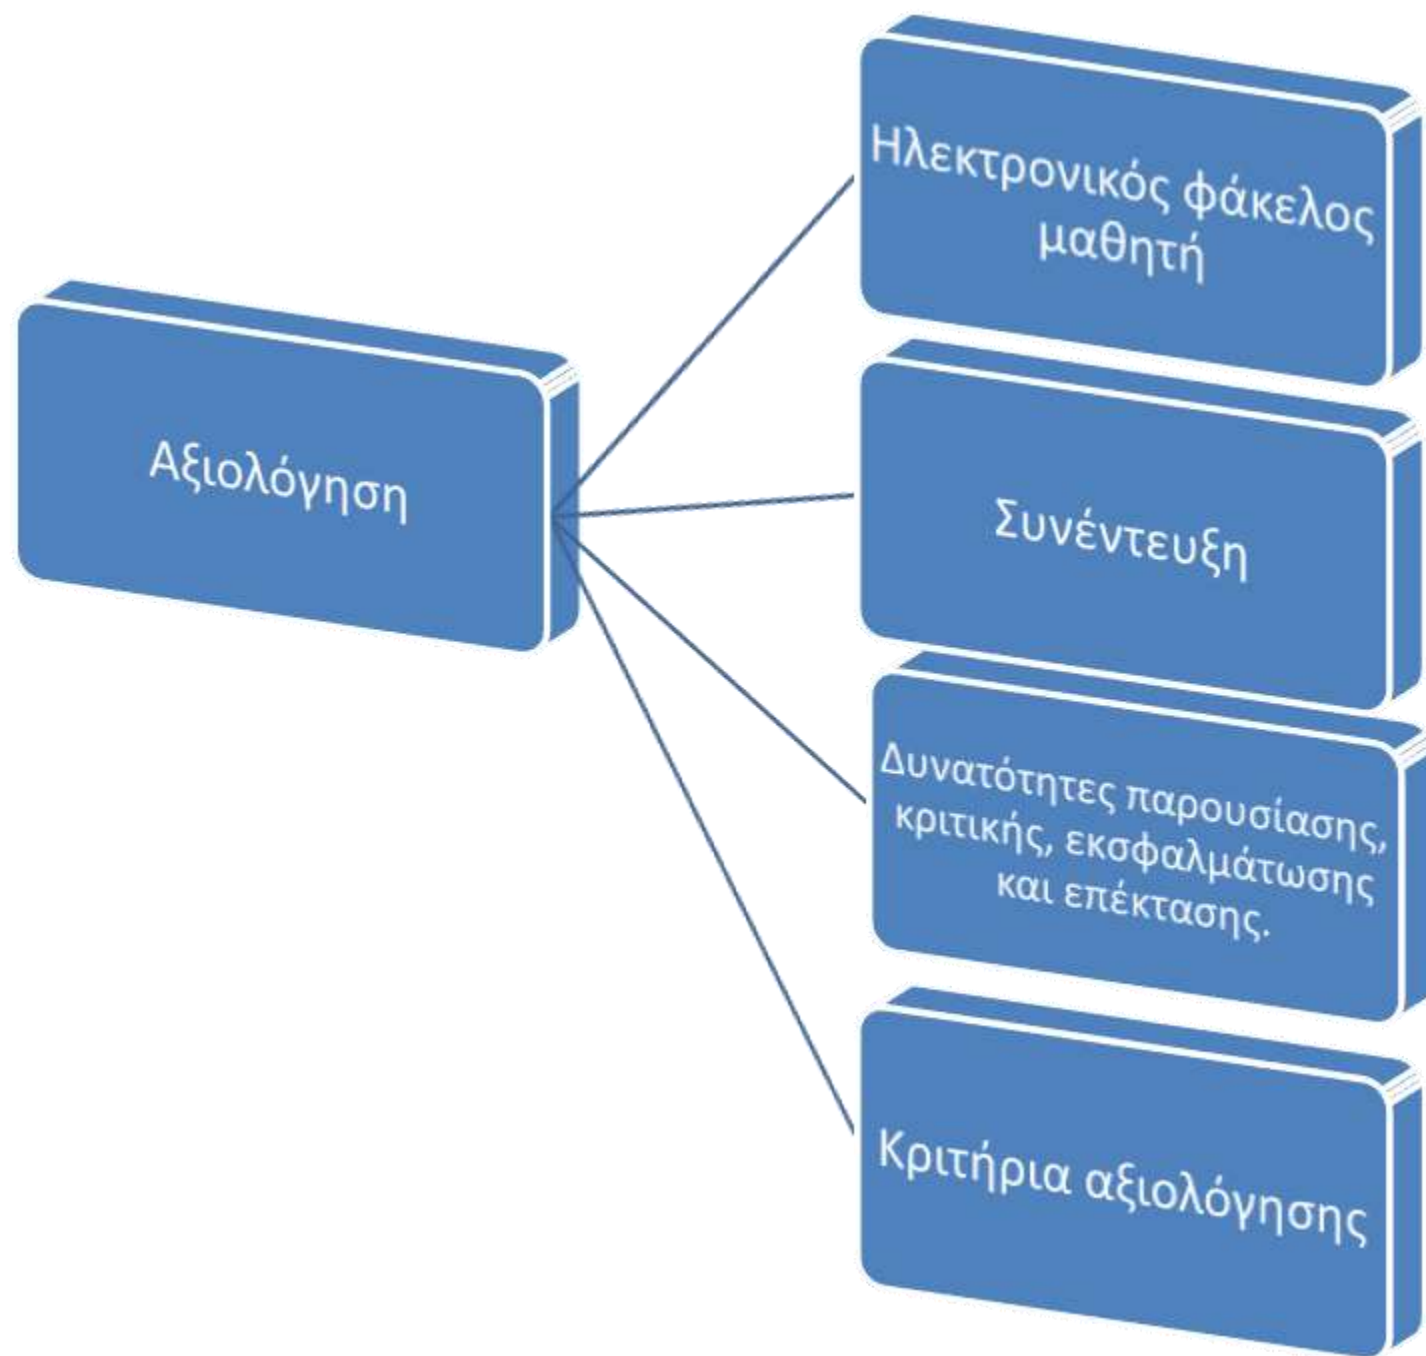 Αξιολόγηση
Ηλεκτρονικός φάκελος
μαθητή
Συνέντευξη
Δυνατότητες παρουσίασης,
κριτικής, εκσφαλμάτωσης
και επέκτασης.
Κριτήρια αξιολόγησης